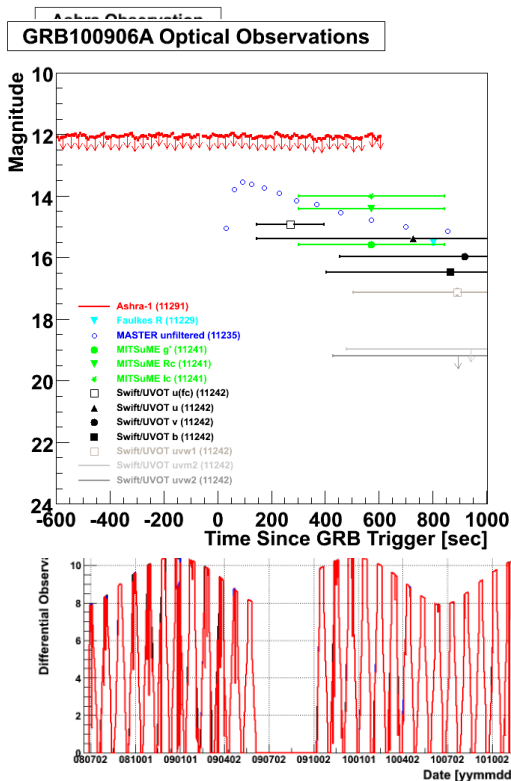 Ashra Observation
GRB100906A Optical Observations
Magnitude
10
12
14
16
18
20
22
24
Ashra-1 (11291)
Faulkes R (11229)
MASTER unfiltered (11235)
MITSuME g' (11241)
MITSuME Rc (11241)
MITSuME Ic (11241)
Swift/UVOT u(fc) (11242)
Swift/UVOT u (11242)
Swift/UVOT v (11242)
Swift/UVOT b (11242)
Swift/UVOT uvw1 (11242)
Swift/UVOT uvm2 (11242)
Swift/UVOT uvw2 (11242)
-600 -400 -200 0 200 400 600 800 1000
Time Since GRB Trigger [sec]
Differential Observa
10
8
6
4
2
0
080702 081001 090101 090402 090702 091002 100101 100402 100702 101002
Date [yymmdd